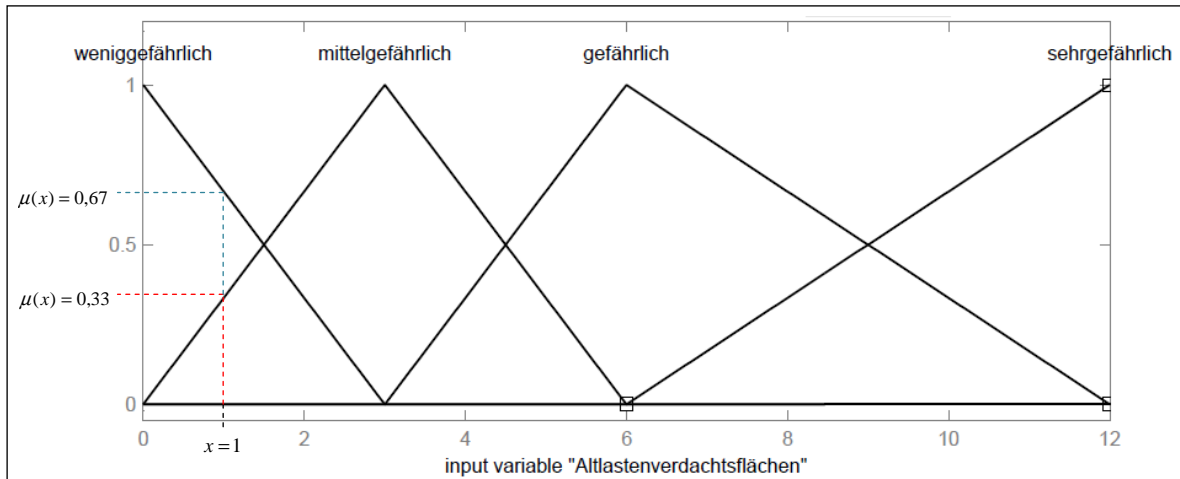 weniggefährlich mittelgefährlich gefährlich sehrgefährlich
1
μ(x) = 0,67
0.5
μ(x) = 0,33
0
0 2 4 6 8 10 12
x = 1
input variable "Altlastenverdachtsflächen"